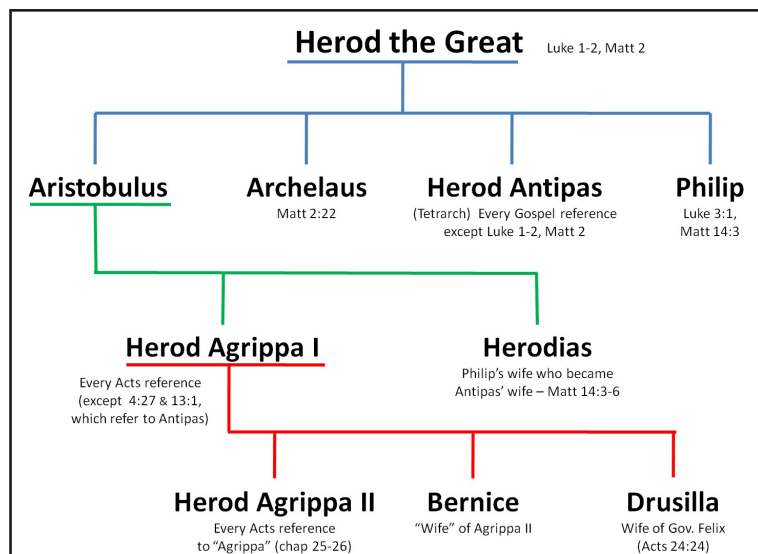 Herod the Great
Luke 1-2, Matt 2
Aristobulus
Archelaus
Matt 2:22
Herod Antipas
(Tetrarch) Every Gospel reference
except Luke 1-2, Matt 2
Philip
Luke 3:1,
Matt 14:3
Herod Agrippa I
Every Acts reference
(except 4:27 & 13:1,
which refer to Antipas)
Herodias
Philip's wife who became
Antipas' wife – Matt 14:3-6
Herod Agrippa II
Every Acts reference
to “Agrippa” (chap 25-26)
Bernice
“Wife” of Agrippa II
Drusilla
Wife of Gov. Felix
(Acts 24:24)